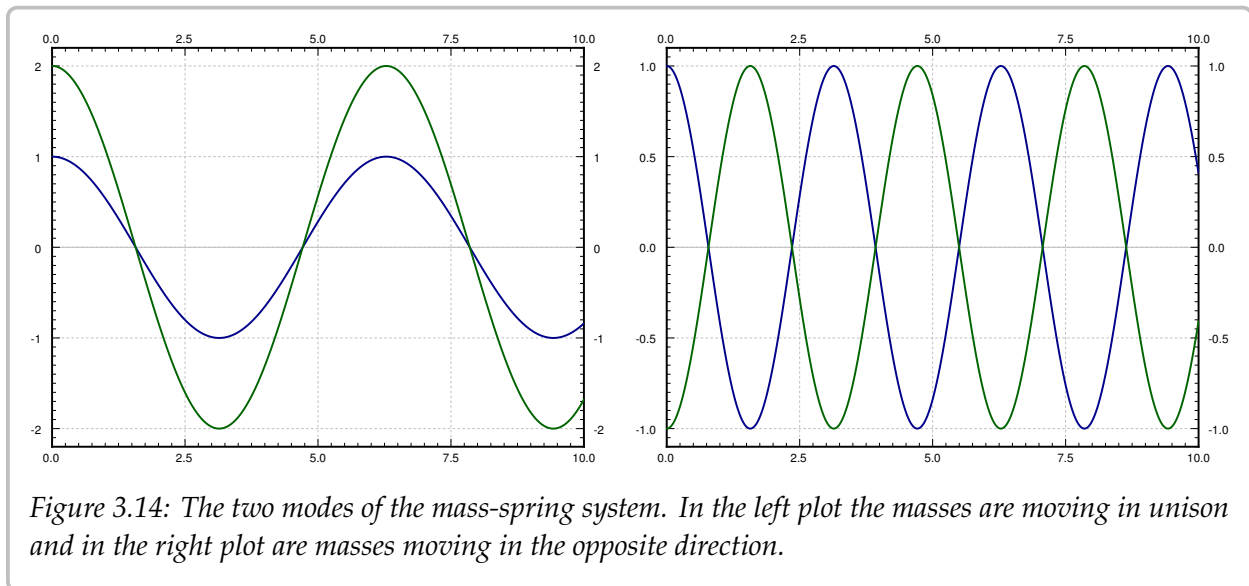 0.0 2.5 5.0 7.5 10.0
2 2
1 1
0 0
-1 -1
-2 -2
0.0 2.5 5.0 7.5 10.0
0.0 2.5 5.0 7.5 10.0
1.0 1.0
0.5 0.5
0.0 0.0
-0.5 -0.5
-1.0 -1.0
0.0 2.5 5.0 7.5 10.0
Figure 3.14: The two modes of the mass-spring system. In the left plot the masses are moving in unison
and in the right plot are masses moving in the opposite direction.